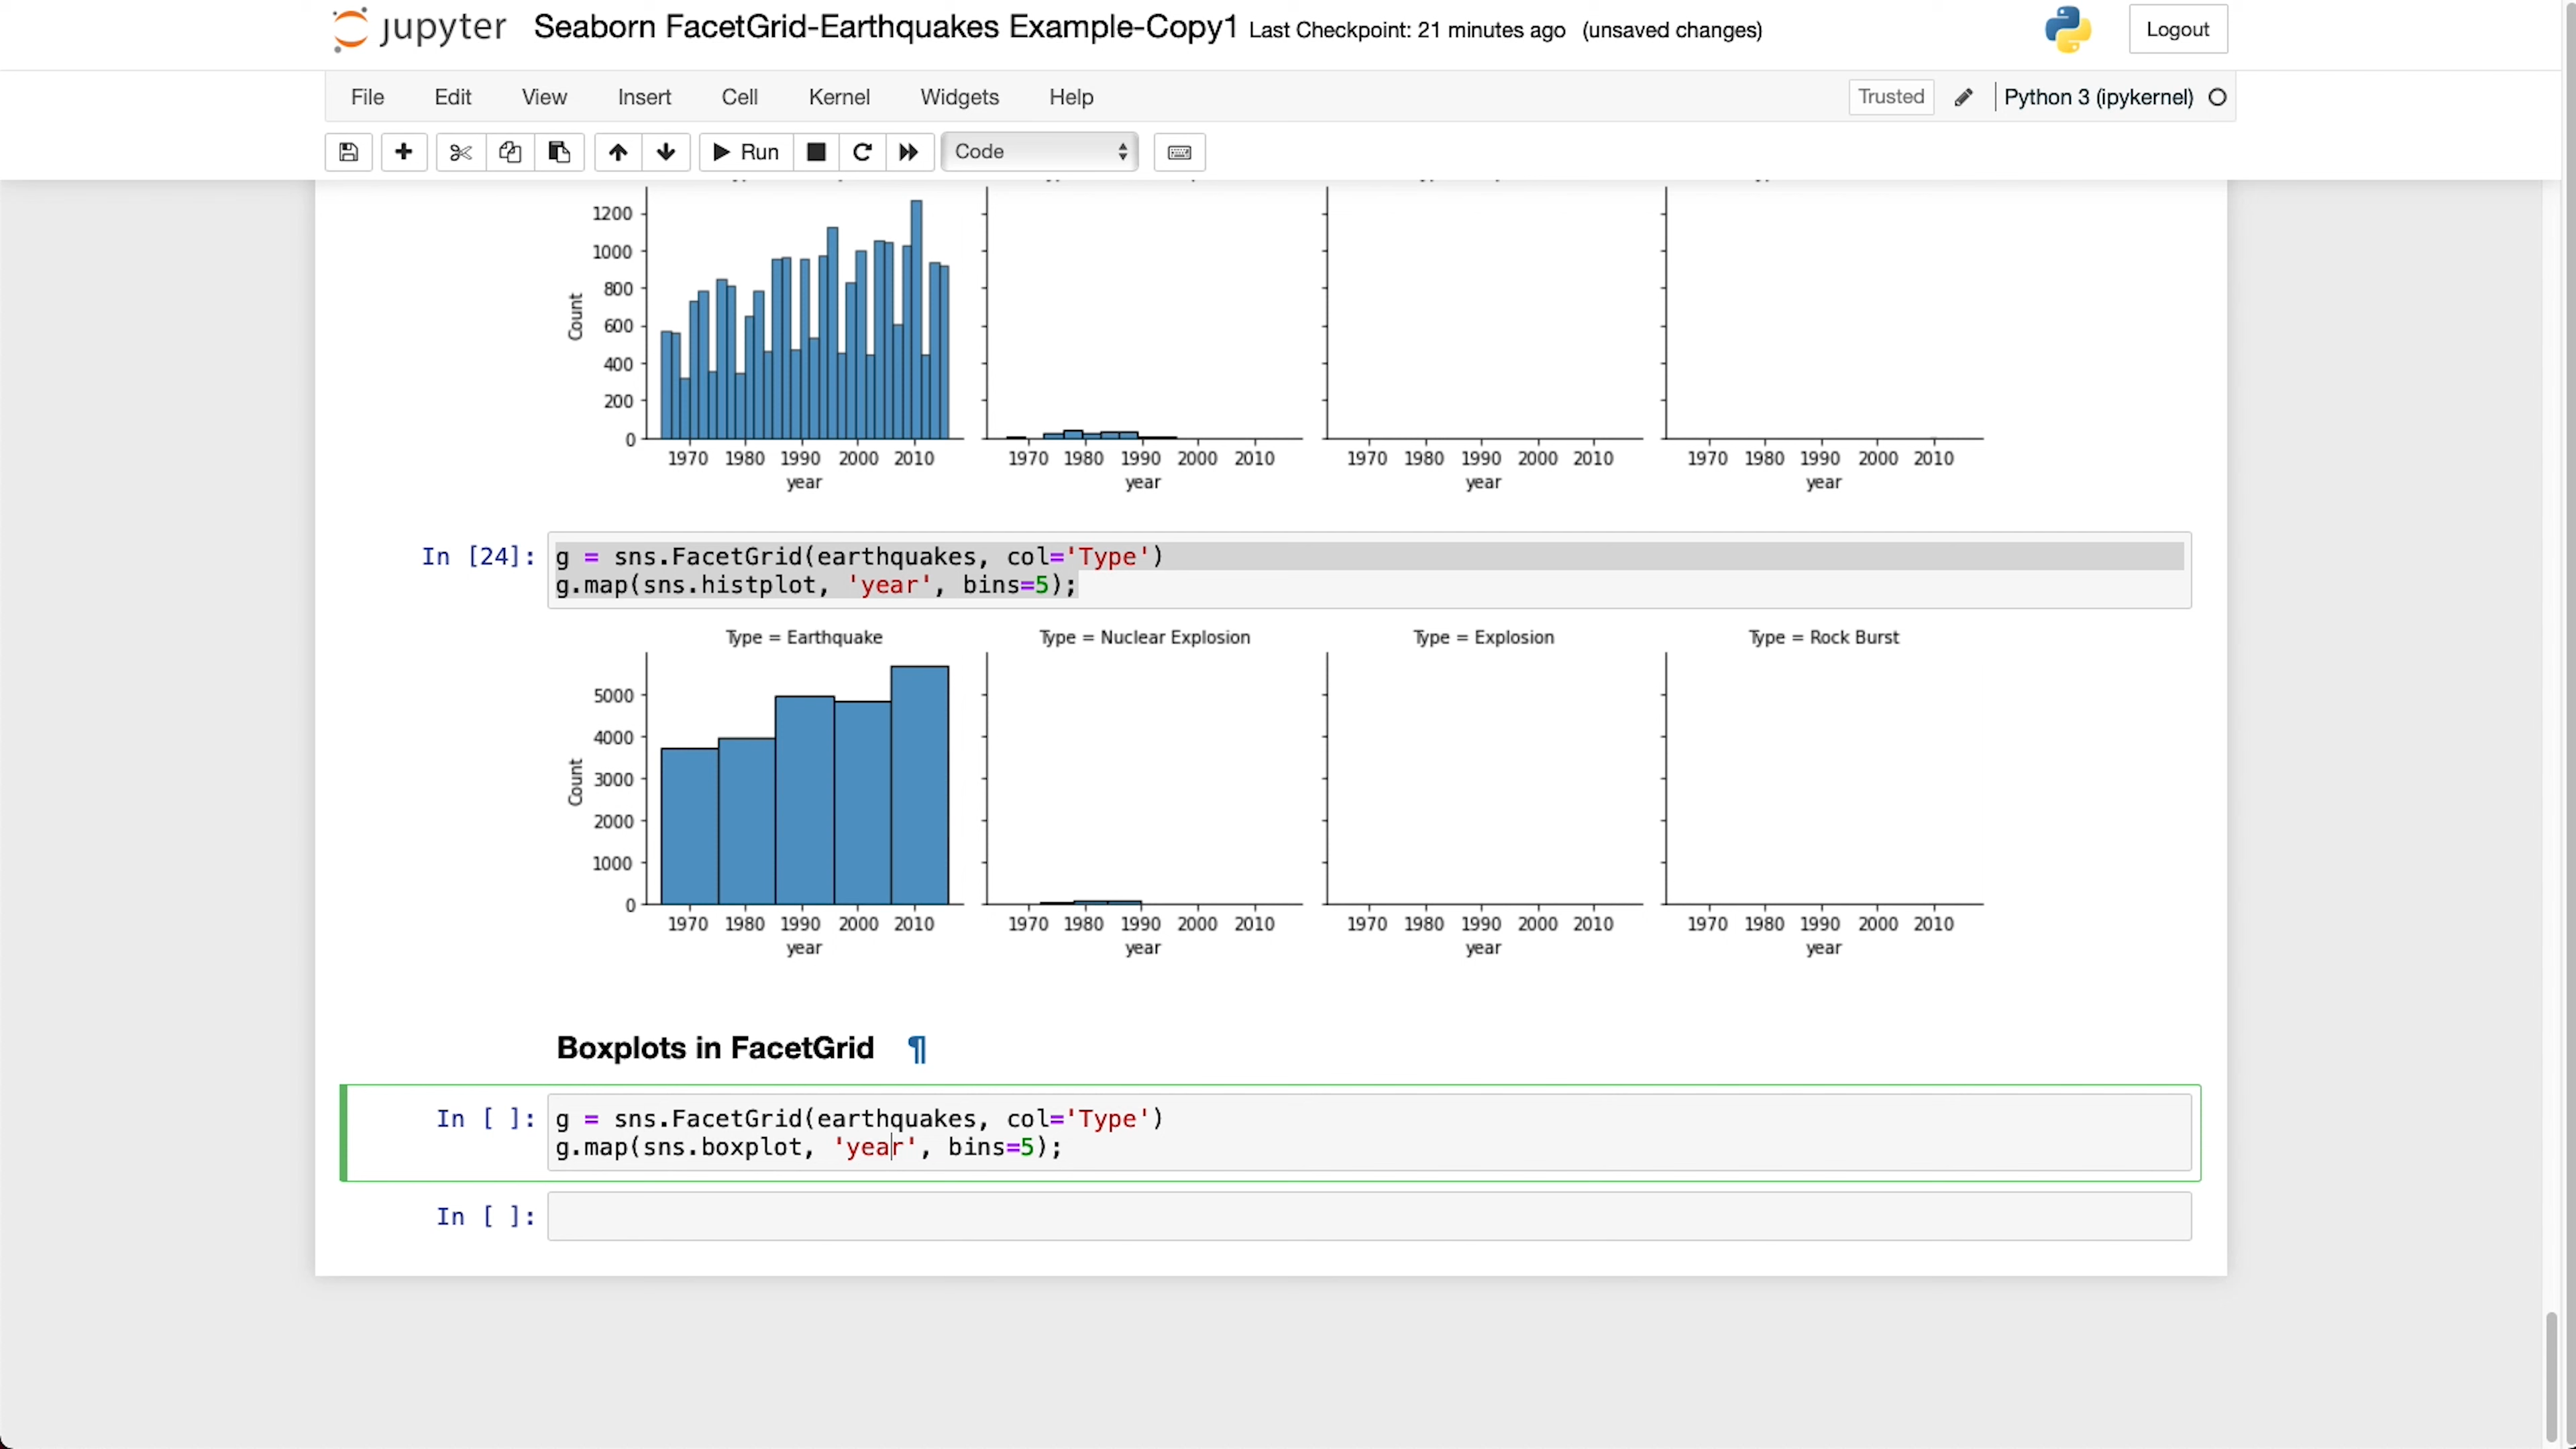 jupyter Seaborn FacetGrid-Earthquakes Example-Copy1 Last Checkpoint: 21 minutes ago (unsaved changes) Logout
File Edit View Insert Cell Kernel Widgets Help Trusted Python 3 (ipykernel)
Run Code
1200
1000
800
600
400
200
0
Count
1970 1980 1990 2000 2010 1970 1980 1990 2000 2010 1970 1980 1990 2000 2010 1970 1980 1990 2000 2010
year year year year
In [24]: g = sns.FacetGrid(earthquakes, col='Type')
g.map(sns.histplot, 'year', bins=5);
Type = Earthquake Type = Nuclear Explosion Type = Explosion Type = Rock Burst
5000
4000
3000
2000
1000
0
Count
1970 1980 1990 2000 2010 1970 1980 1990 2000 2010 1970 1980 1990 2000 2010 1970 1980 1990 2000 2010
year year year year
Boxplots in FacetGrid ¶
In [ ]: g = sns.FacetGrid(earthquakes, col='Type')
g.map(sns.boxplot, 'year', bins=5);
In [ ]: